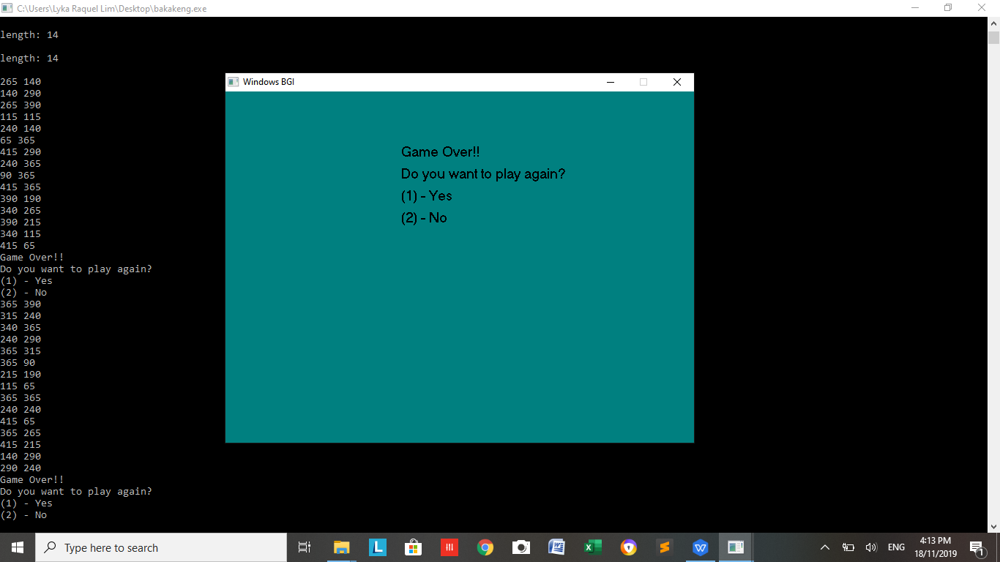 C:\Users\Lyka Raquel Lim\Desktop\bakakeng.exe
length: 14
length: 14
265 140
140 290
265 390
115 115
240 140
65 365
415 290
240 365
90 365
415 365
390 190
340 265
390 215
340 115
415 65
Game Over!!
Do you want to play again?
(1) - Yes
(2) - No
365 390
315 240
340 365
240 290
365 315
365 90
215 190
115 65
365 365
240 240
415 65
365 265
415 215
140 290
290 240
Game Over!!
Do you want to play again?
(1) - Yes
(2) - No
Windows BGI
Game Over!!
Do you want to play again?
(1) - Yes
(2) - No
Type here to search
L
W
ENG
4:13 PM
18/11/2019
1